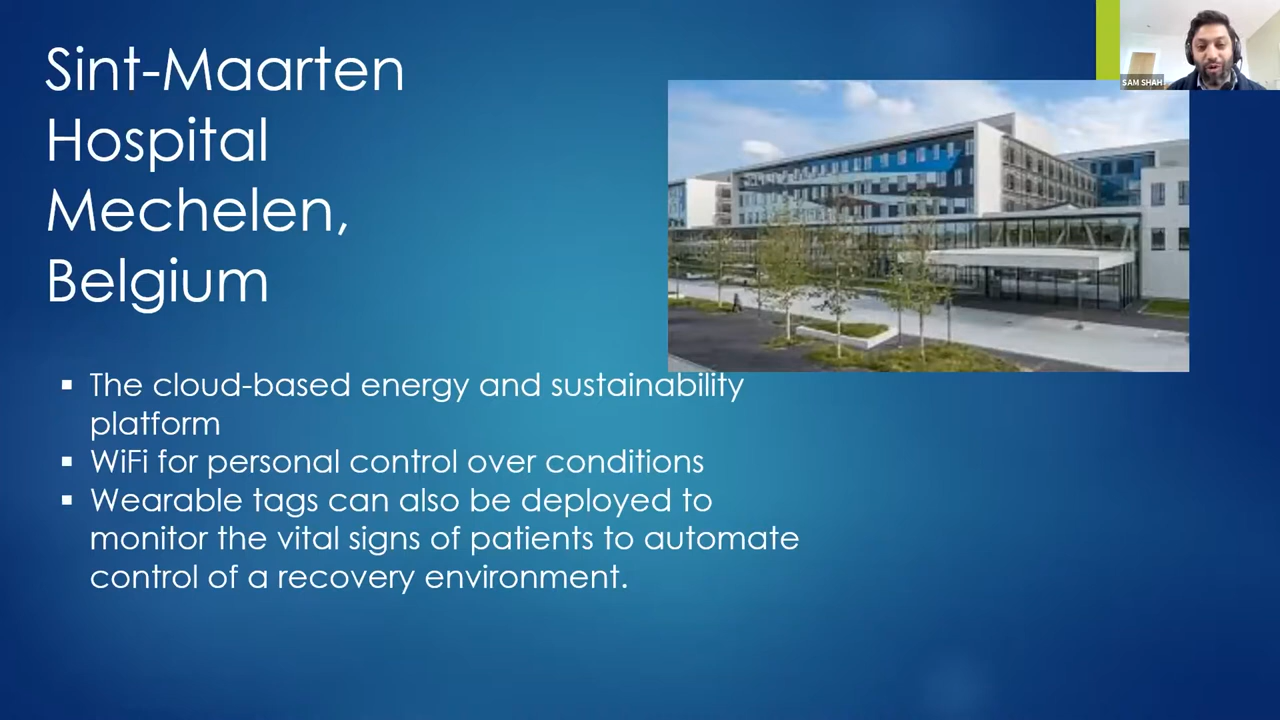 Sint-Maarten
Hospital
Mechelen,
Belgium
SAM SHAH
▪ The cloud-based energy and sustainability
platform
▪ WiFi for personal control over conditions
▪ Wearable tags can also be deployed to
monitor the vital signs of patients to automate
control of a recovery environment.